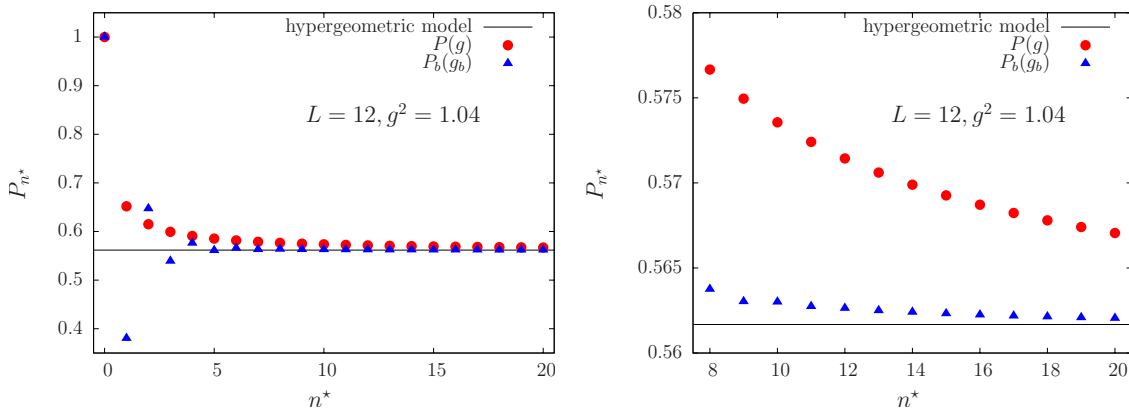 hypergeometric model
P(g)
P_b(g_b)
L = 12, g² = 1.04
P_{n⋆}
1
0.9
0.8
0.7
0.6
0.5
0.4
0 5 10 15 20
n⋆
hypergeometric model
P(g)
P_b(g_b)
L = 12, g² = 1.04
P_{n⋆}
0.58
0.575
0.57
0.565
0.56
8 10 12 14 16 18 20
n⋆